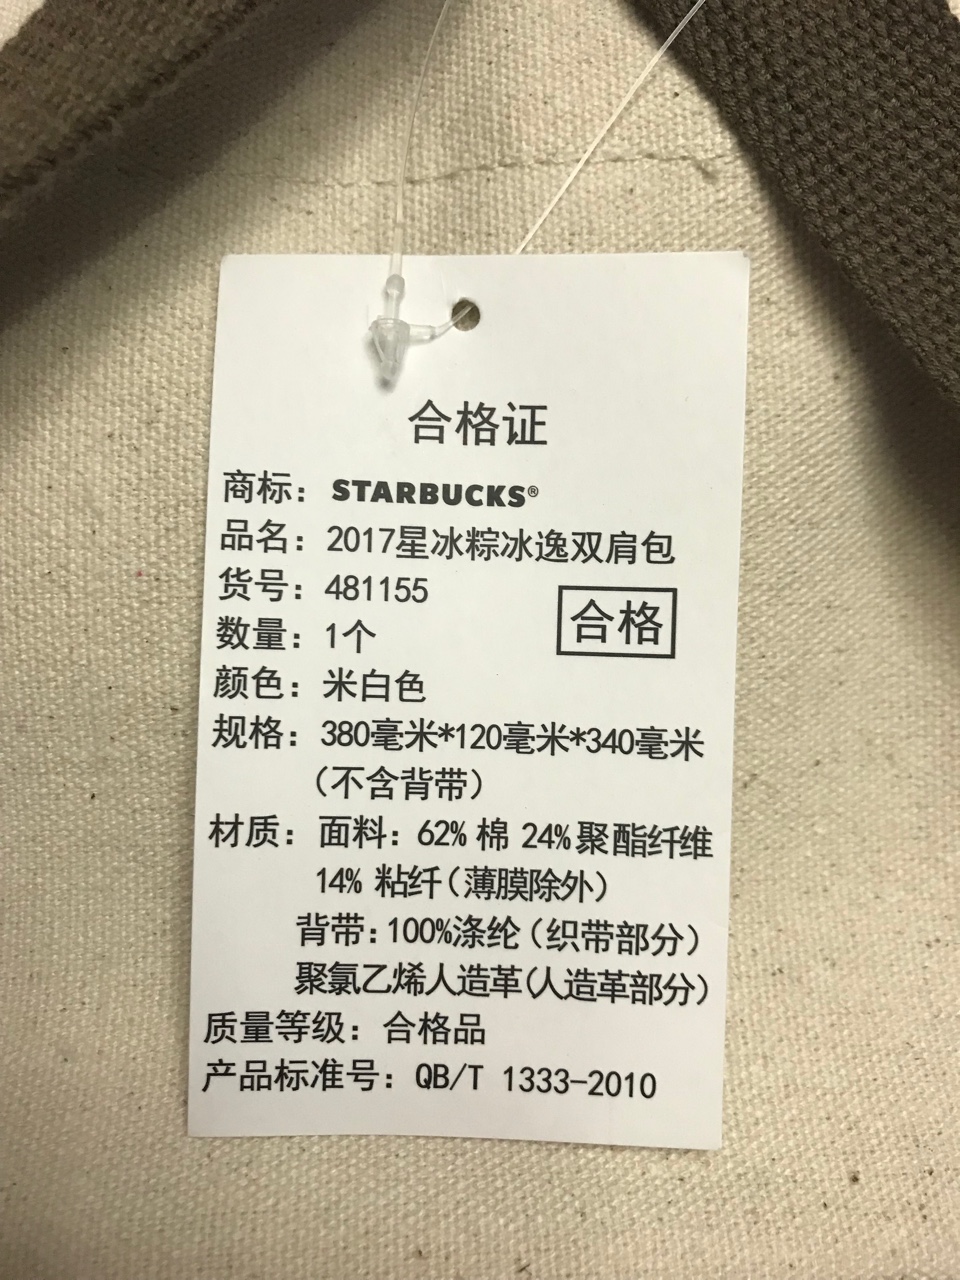 合格证
商标：STARBUCKS®
品名：2017星冰粽冰逸双肩包
货号：481155
合格
数量：1个
颜色：米白色
规格：380毫米*120毫米*340毫米
（不含背带）
材质：面料：62% 棉 24%聚酯纤维
14% 粘纤（薄膜除外）
背带：100%涤纶（织带部分）
聚氯乙烯人造革（人造革部分）
质量等级：合格品
产品标准号：QB/T 1333-2010